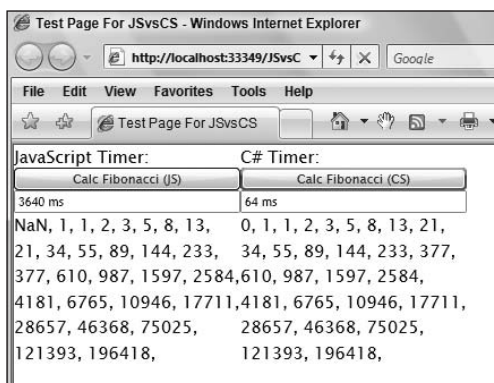 Test Page For JSvsCS - Windows Internet Explorer
http://localhost:33349/JSvsC
Google
File Edit View Favorites Tools Help
Test Page For JSvsCS
JavaScript Timer: C# Timer:
Calc Fibonacci (JS) Calc Fibonacci (CS)
3640 ms 64 ms
NaN, 1, 1, 2, 3, 5, 8, 13, 0, 1, 1, 2, 3, 5, 8, 13, 21,
21, 34, 55, 89, 144, 233, 34, 55, 89, 144, 233, 377,
377, 610, 987, 1597, 2584, 610, 987, 1597, 2584,
4181, 6765, 10946, 17711, 4181, 6765, 10946, 17711,
28657, 46368, 75025, 28657, 46368, 75025,
121393, 196418, 121393, 196418,